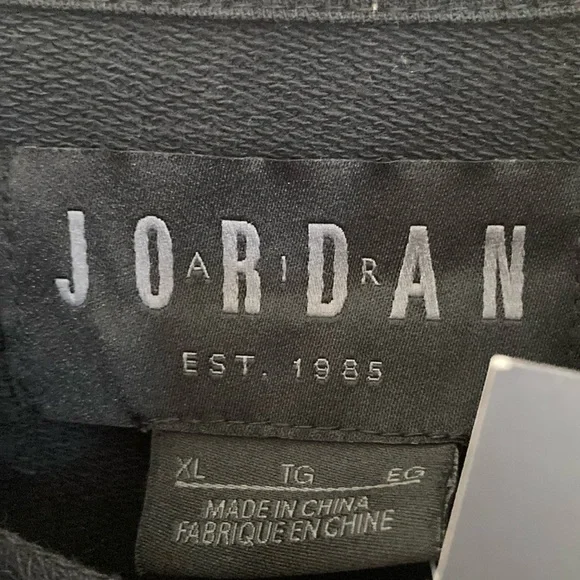 JORDAN
AIR
EST. 1985
XL TG EG
MADE IN CHINA
FABRIQUE EN CHINE